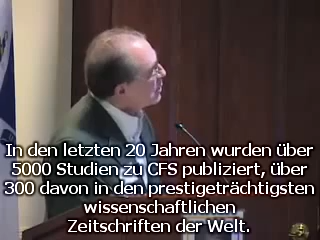 In den letzten 20 Jahren wurden über
5000 Studien zu CFS publiziert, über
300 davon in den prestigeträchtigsten
wissenschaftlichen
Zeitschriften der Welt.